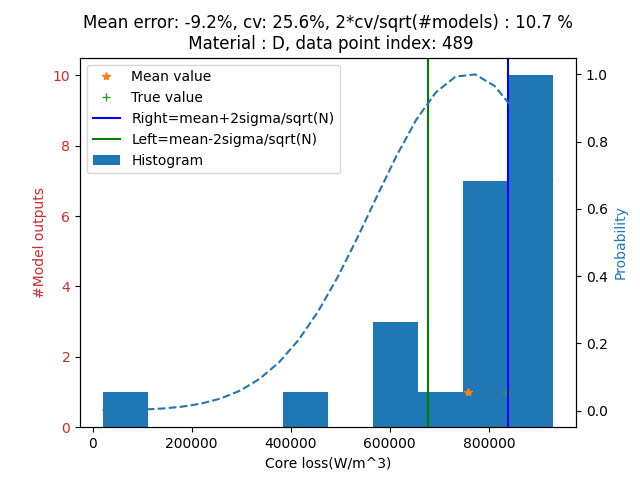 Mean error: -9.2%, cv: 25.6%, 2*cv/sqrt(#models) : 10.7 %
Material : D, data point index: 489
Mean value
True value
Right=mean+2sigma/sqrt(N)
Left=mean-2sigma/sqrt(N)
Histogram
#Model outputs
10
8
6
4
2
0
0
200000
400000
600000
800000
Core loss(W/m^3)
1.0
0.8
0.6
0.4
0.2
0.0
Probability